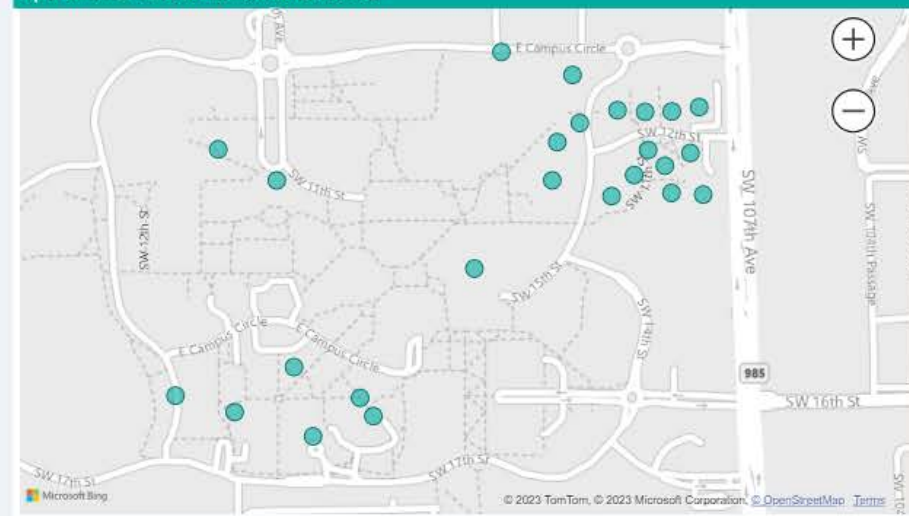 E Campus Circle
SW 12th St
SW 11th St
SW 11th
SW 107th Ave
SW 12th St
SW 104th Passage
SW 15th St
SW 14th St
E Campus Circle
E Campus Circle
985
SW 16th St
SW 17th St
SW 17th St
Microsoft Bing
© 2023 TomTom, © 2023 Microsoft Corporation, © OpenStreetMap Terms